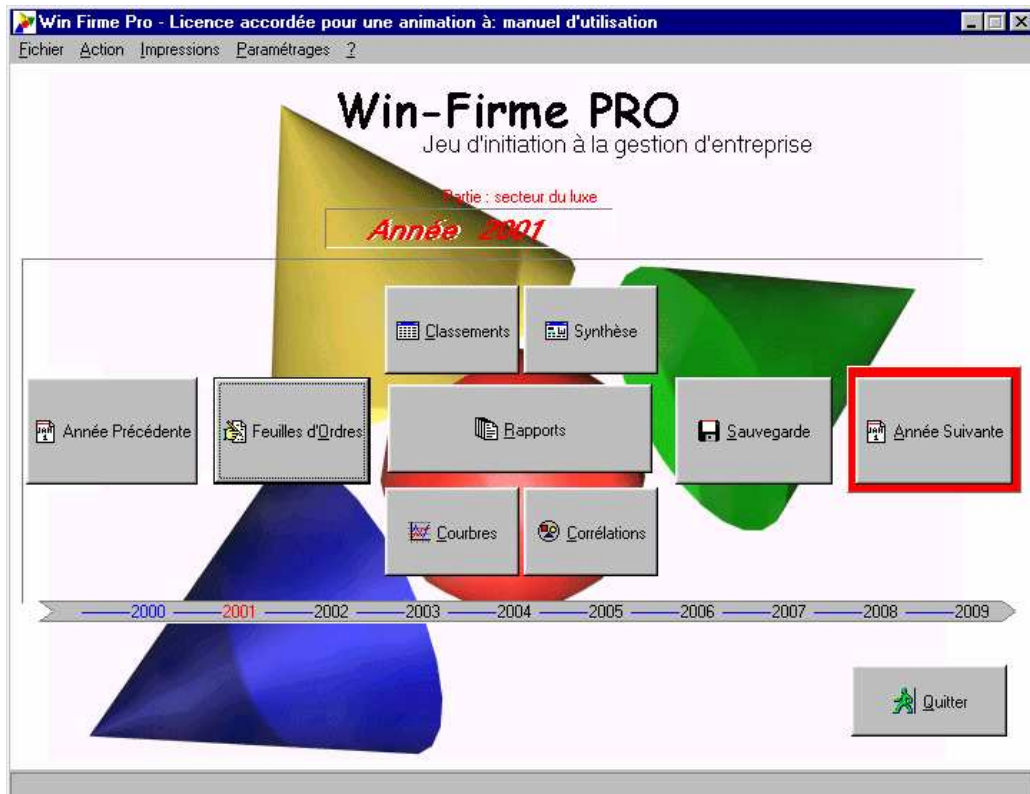 Win Firme Pro - Licence accordée pour une animation à: manuel d'utilisation
Fichier Action Impressions Paramétrages ?
Win-Firme PRO
Jeu d'initiation à la gestion d'entreprise
Partie : secteur du luxe
Année 2001
Classements Synthèse
Année Précédente Feuilles d'Ordres Rapports Sauvegarde Année Suivante
Courbres Corrélations
2000 2001 2002 2003 2004 2005 2006 2007 2008 2009
Quitter